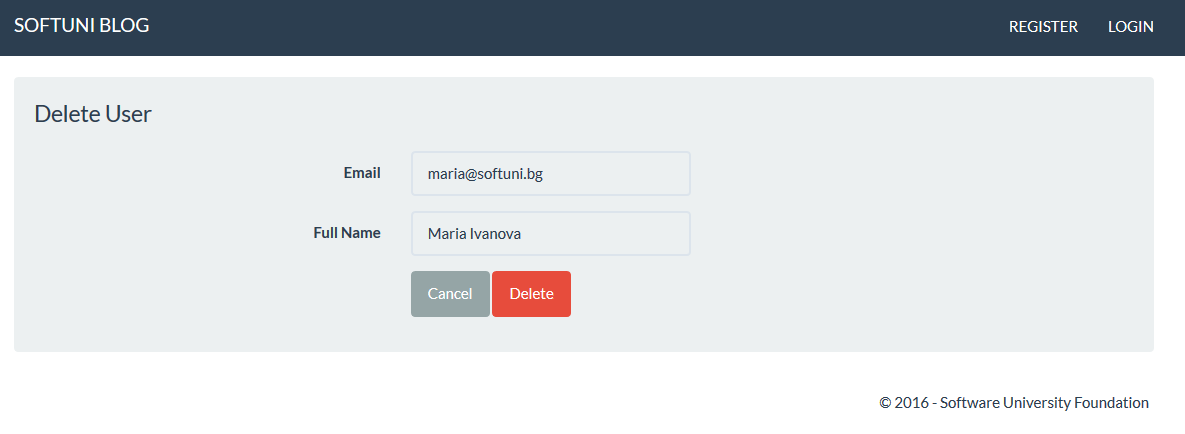 SOFTUNI BLOG REGISTER LOGIN
Delete User
Email maria@softuni.bg
Full Name Maria Ivanova
Cancel Delete
© 2016 - Software University Foundation